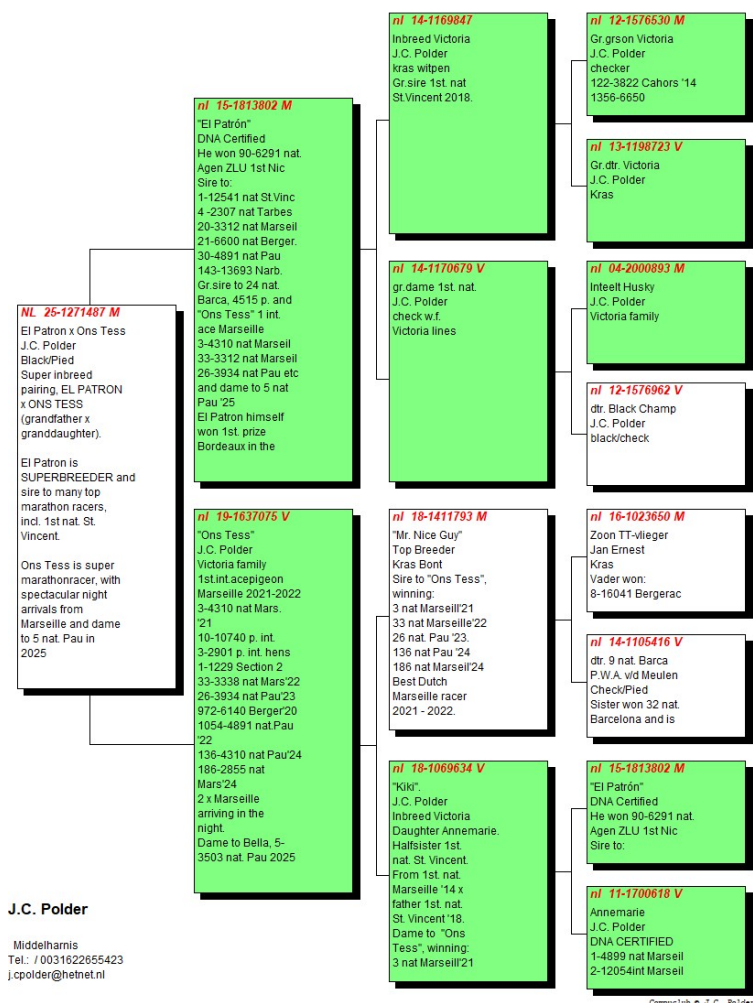 NL 25-1271487 M
El Patron x Ons Tess
J.C. Polder
Black/Pied
Super inbreed
pairing, EL PATRON
x ONS TESS
(grandfather x
granddaughter).
El Patron is
SUPERBREEDER and
sire to many top
marathon racers,
incl. 1st nat. St.
Vincent.
Ons Tess is super
marathonracer, with
spectacular night
arrivals from
Marseille and dame
to 5 nat. Pau in
2025
nl 15-1813802 M
"El Patrón"
DNA Certified
He won 90-6291 nat.
Agen ZLU 1st Nic
Sire to:
1-12541 nat St.Vinc
4 -2307 nat Tarbes
20-3312 nat Marseil
21-6600 nat Berger.
30-4891 nat Pau
143-13693 Narb.
Gr.sire to 24 nat.
Barca, 4515 p. and
"Ons Tess" 1 int.
ace Marseille
3-4310 nat Marseil
33-3312 nat Marseil
26-3934 nat Pau etc
and dame to 5 nat
Pau '25
El Patron himself
won 1st. prize
Bordeaux in the
nl 19-1637075 V
"Ons Tess"
J.C. Polder
Victoria family
1st.int.acepigeon
Marseille 2021-2022
3-4310 nat Mars.
'21
10-10740 p. int.
3-2901 p. int. hens
1-1229 Section 2
33-3338 nat Mars'22
26-3934 nat Pau'23
972-6140 Berger'20
1054-4891 nat.Pau
'22
136-4310 nat Pau'24
186-2855 nat
Mars'24
2 x Marseille
arriving in the
night.
Dame to Bella, 5-
3503 nat. Pau 2025
nl 14-1169847
Inbreed Victoria
J.C. Polder
kras witpen
Gr.sire 1st. nat
St.Vincent 2018.
nl 14-1170679 V
gr.dame 1st. nat.
J.C. Polder
check w.f.
Victoria lines
nl 18-1411793 M
"Mr. Nice Guy"
Top Breeder
Kras Bont
Sire to "Ons Tess",
winning:
3 nat Marseill'21
33 nat Marseille'22
26 nat. Pau '23.
136 nat Pau '24
186 nat Marseil'24
Best Dutch
Marseille racer
2021 - 2022.
nl 18-1069634 V
"Kiki".
J.C. Polder
Inbreed Victoria
Daughter Annemarie.
Halfsister 1st.
nat. St. Vincent.
From 1st. nat.
Marseille '14 x
father 1st. nat.
St. Vincent '18.
Dame to "Ons
Tess", winning:
3 nat Marseil'21
nl 12-1576530 M
Gr.grson Victoria
J.C. Polder
checker
122-3822 Cahors '14
1356-6650
nl 13-1198723 V
Gr.dtr. Victoria
J.C. Polder
Kras
nl 04-2000893 M
Inteelt Husky
J.C. Polder
Victoria family
nl 12-1576962 V
dtr. Black Champ
J.C. Polder
black/check
nl 16-1023650 M
Zoon TT-vlieger
Jan Ernest
Kras
Vader won:
8-16041 Bergerac
nl 14-1105416 V
dtr. 9 nat. Barca
P.W.A. v/d Meulen
Check/Pied
Sister won 32 nat.
Barcelona and is
nl 15-1813802 M
"El Patrón"
DNA Certified
He won 90-6291 nat.
Agen ZLU 1st Nic
Sire to:
nl 11-1700618 V
Annemarie
J.C. Polder
DNA CERTIFIED
1-4899 nat Marseil
2-12054int Marseil
J.C. Polder
Middelharnis
Tel.: / 0031622655423
j.cpolder@hetnet.nl
Compuclub © J.C. Polder